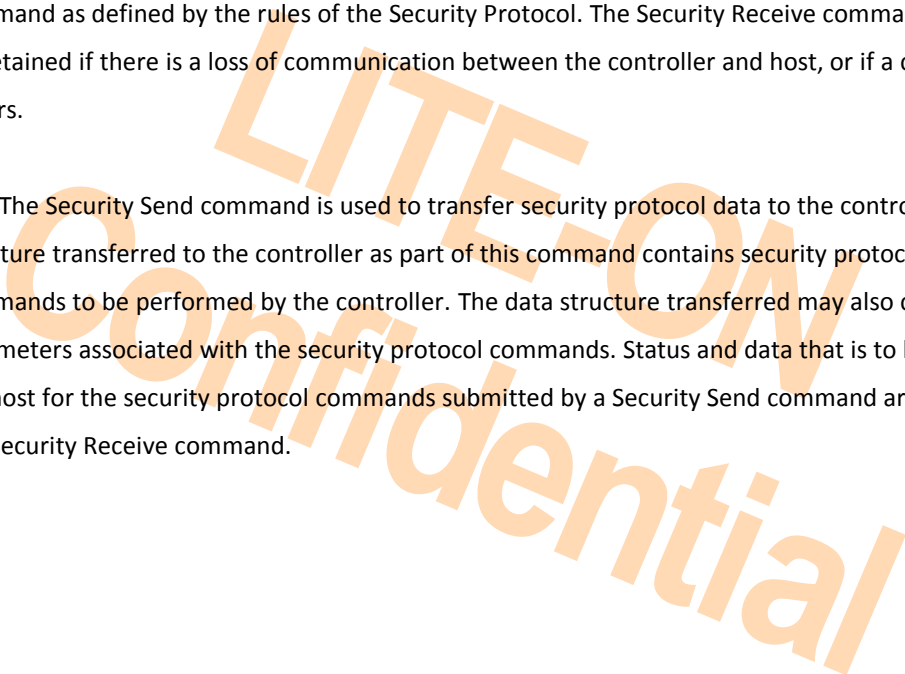 mand as defined by the rules of the Security Protocol. The Security Receive comma
tained if there is a loss of communication between the controller and host, or if a c
rs.
The Security Send command is used to transfer security protocol data to the contro
ture transferred to the controller as part of this command contains security protoc
mands to be performed by the controller. The data structure transferred may also c
meters associated with the security protocol commands. Status and data that is to
host for the security protocol commands submitted by a Security Send command ar
ecurity Receive command.
LITE-ON
Confidential